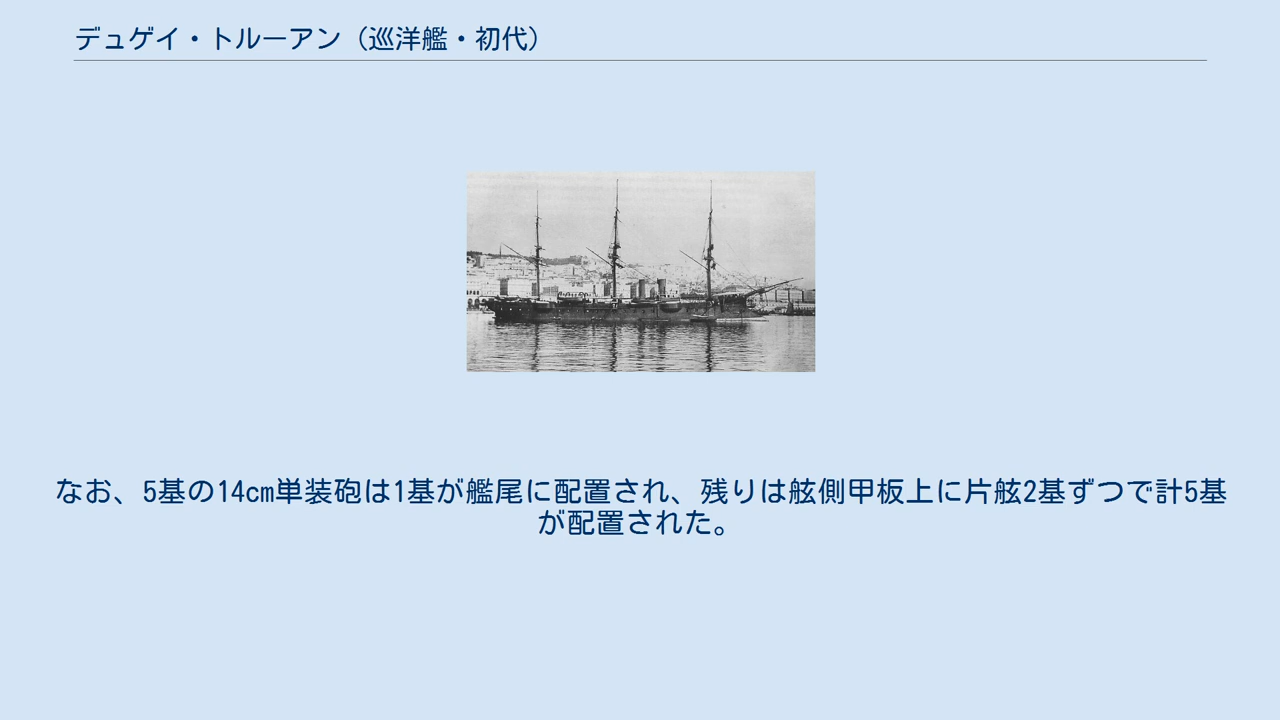 デュゲイ・トルーアン（巡洋艦・初代）
なお、5基の14cm単装砲は1基が艦尾に配置され、残りは舷側甲板上に片舷2基ずつで計5基
が配置された。